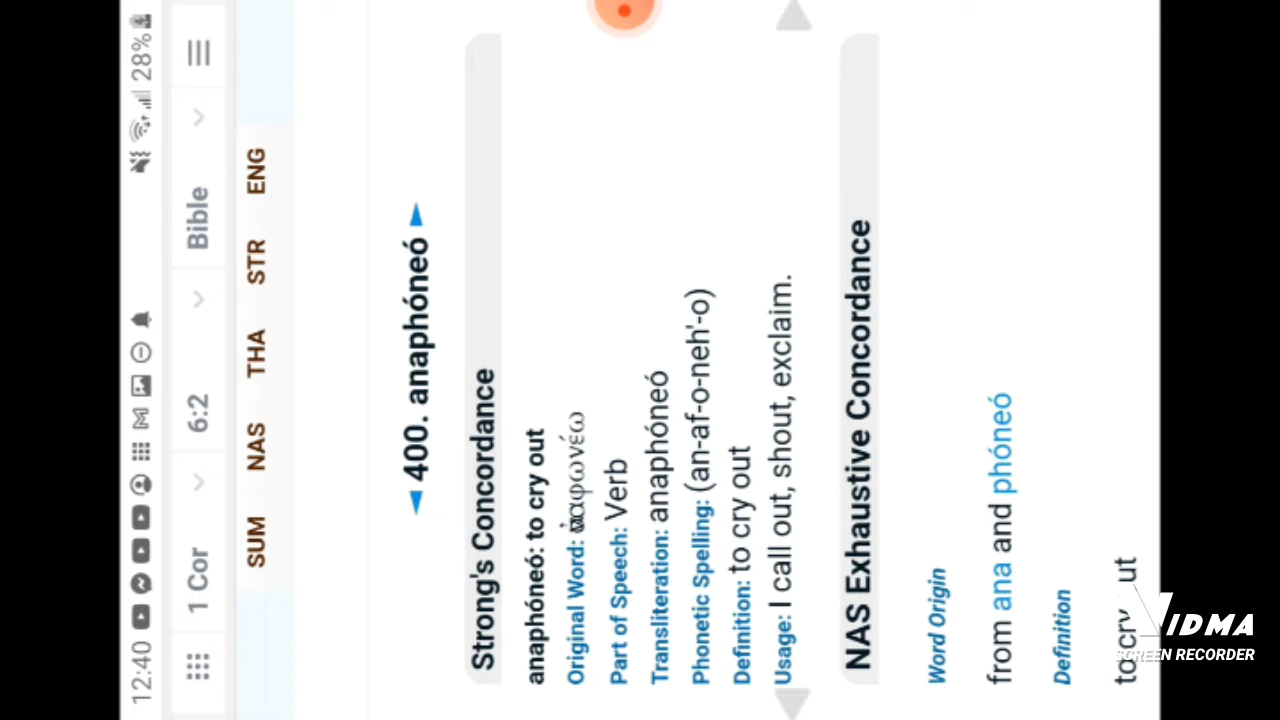 12:40 28%
1 Cor 6:2 Bible
SUM NAS THA STR ENG
400. anaphóneó
Strong's Concordance
anaphóneó: to cry out
Original Word: ἀναφωνέω
Part of Speech: Verb
Transliteration: anaphóneó
Phonetic Spelling: (an-af-o-neh'-o)
Definition: to cry out
Usage: I call out, shout, exclaim.
NAS Exhaustive Concordance
Word Origin
from ana and phóneó
Definition
to cry ut
VIDMA
SCREEN RECORDER